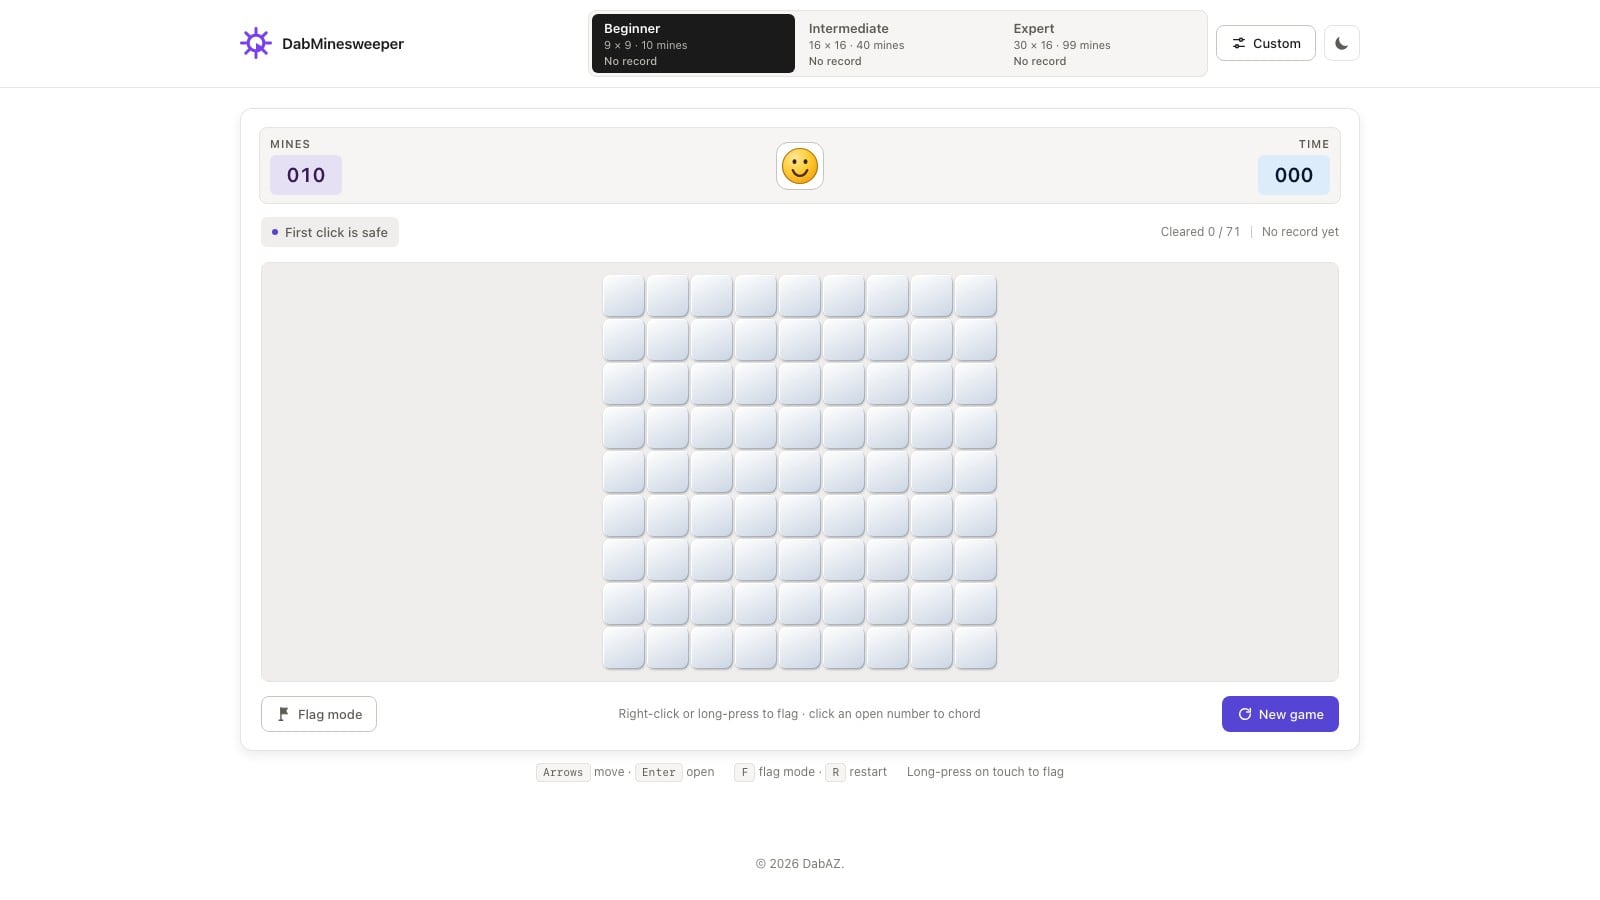 DabMinesweeper
Beginner
9 × 9 · 10 mines
No record
Intermediate
16 × 16 · 40 mines
No record
Expert
30 × 16 · 99 mines
No record
Custom
MINES
010
TIME
000
First click is safe
Cleared 0 / 71
No record yet
Flag mode
Right-click or long-press to flag · click an open number to chord
New game
Arrows move · Enter open F flag mode · R restart Long-press on touch to flag
© 2026 DabAZ.